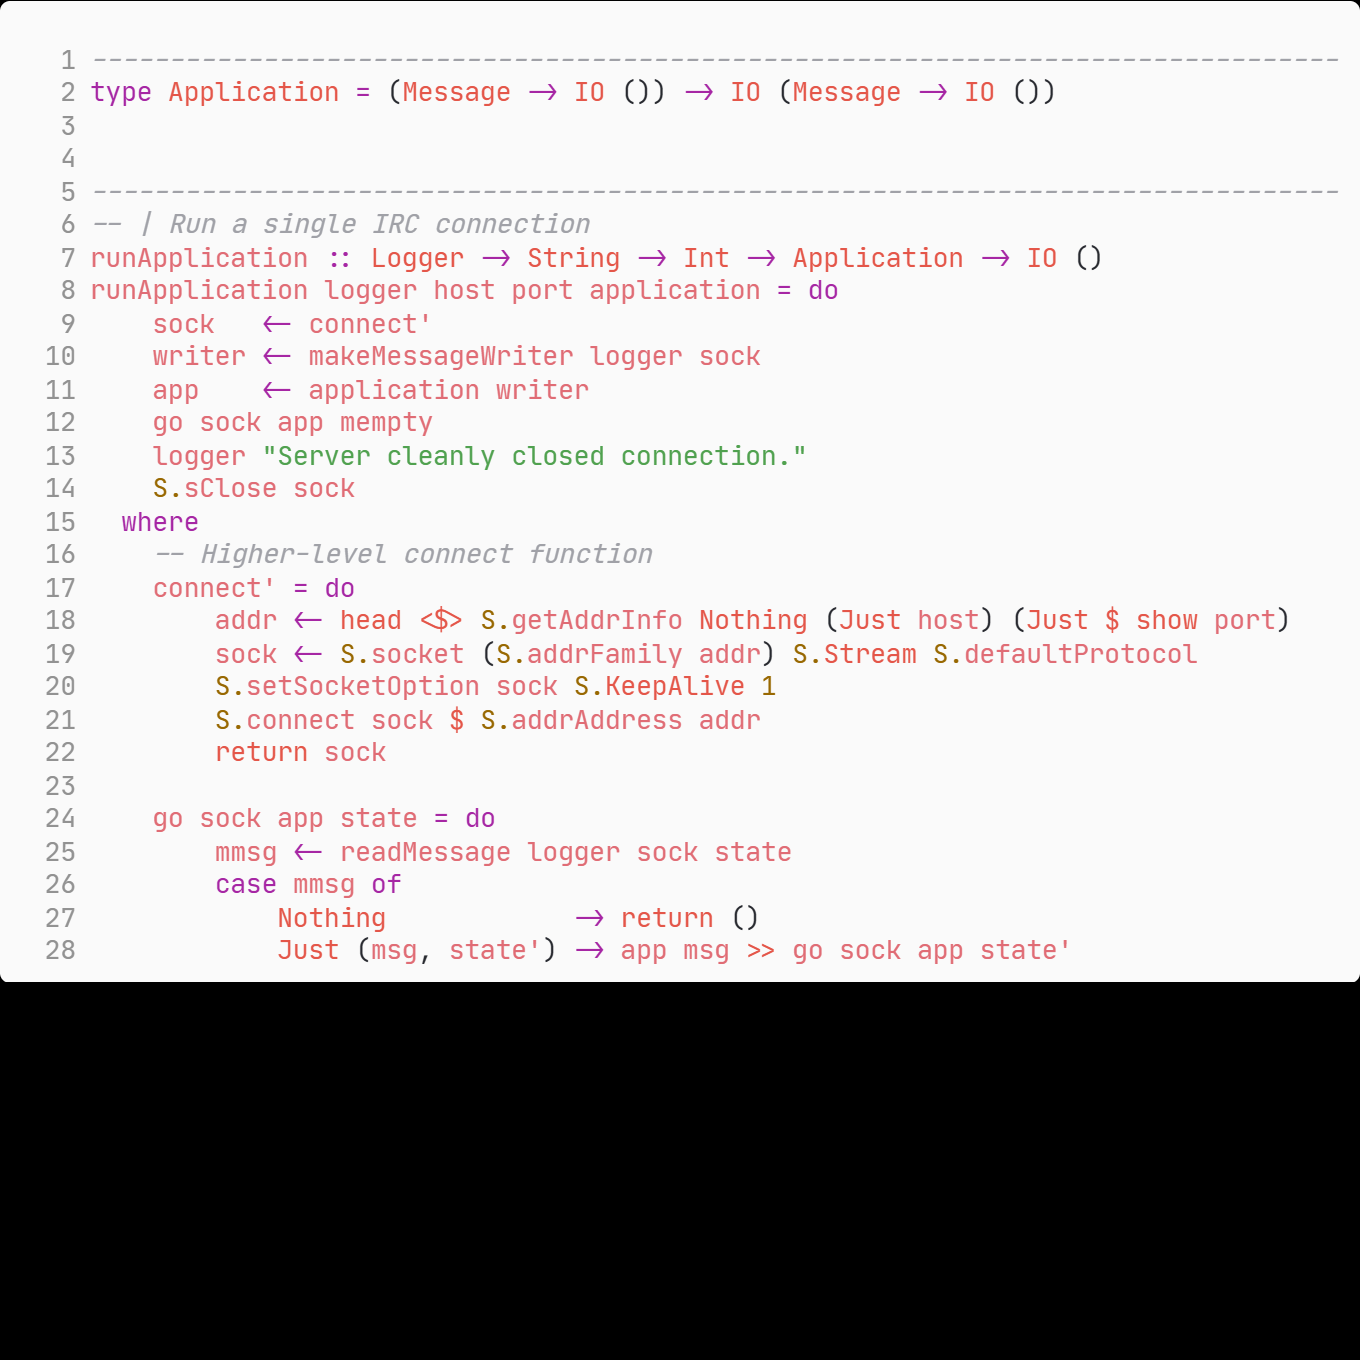 1 --------------------------------------------------------------------------------
2 type Application = (Message -> IO ()) -> IO (Message -> IO ())
3
4
5 --------------------------------------------------------------------------------
6 -- | Run a single IRC connection
7 runApplication :: Logger -> String -> Int -> Application -> IO ()
8 runApplication logger host port application = do
9     sock   <- connect'
10     writer <- makeMessageWriter logger sock
11     app    <- application writer
12     go sock app mempty
13     logger "Server cleanly closed connection."
14     S.sClose sock
15   where
16     -- Higher-level connect function
17     connect' = do
18         addr <- head <$> S.getAddrInfo Nothing (Just host) (Just $ show port)
19         sock <- S.socket (S.addrFamily addr) S.Stream S.defaultProtocol
20         S.setSocketOption sock S.KeepAlive 1
21         S.connect sock $ S.addrAddress addr
22         return sock
23
24     go sock app state = do
25         mmsg <- readMessage logger sock state
26         case mmsg of
27             Nothing            -> return ()
28             Just (msg, state') -> app msg >> go sock app state'